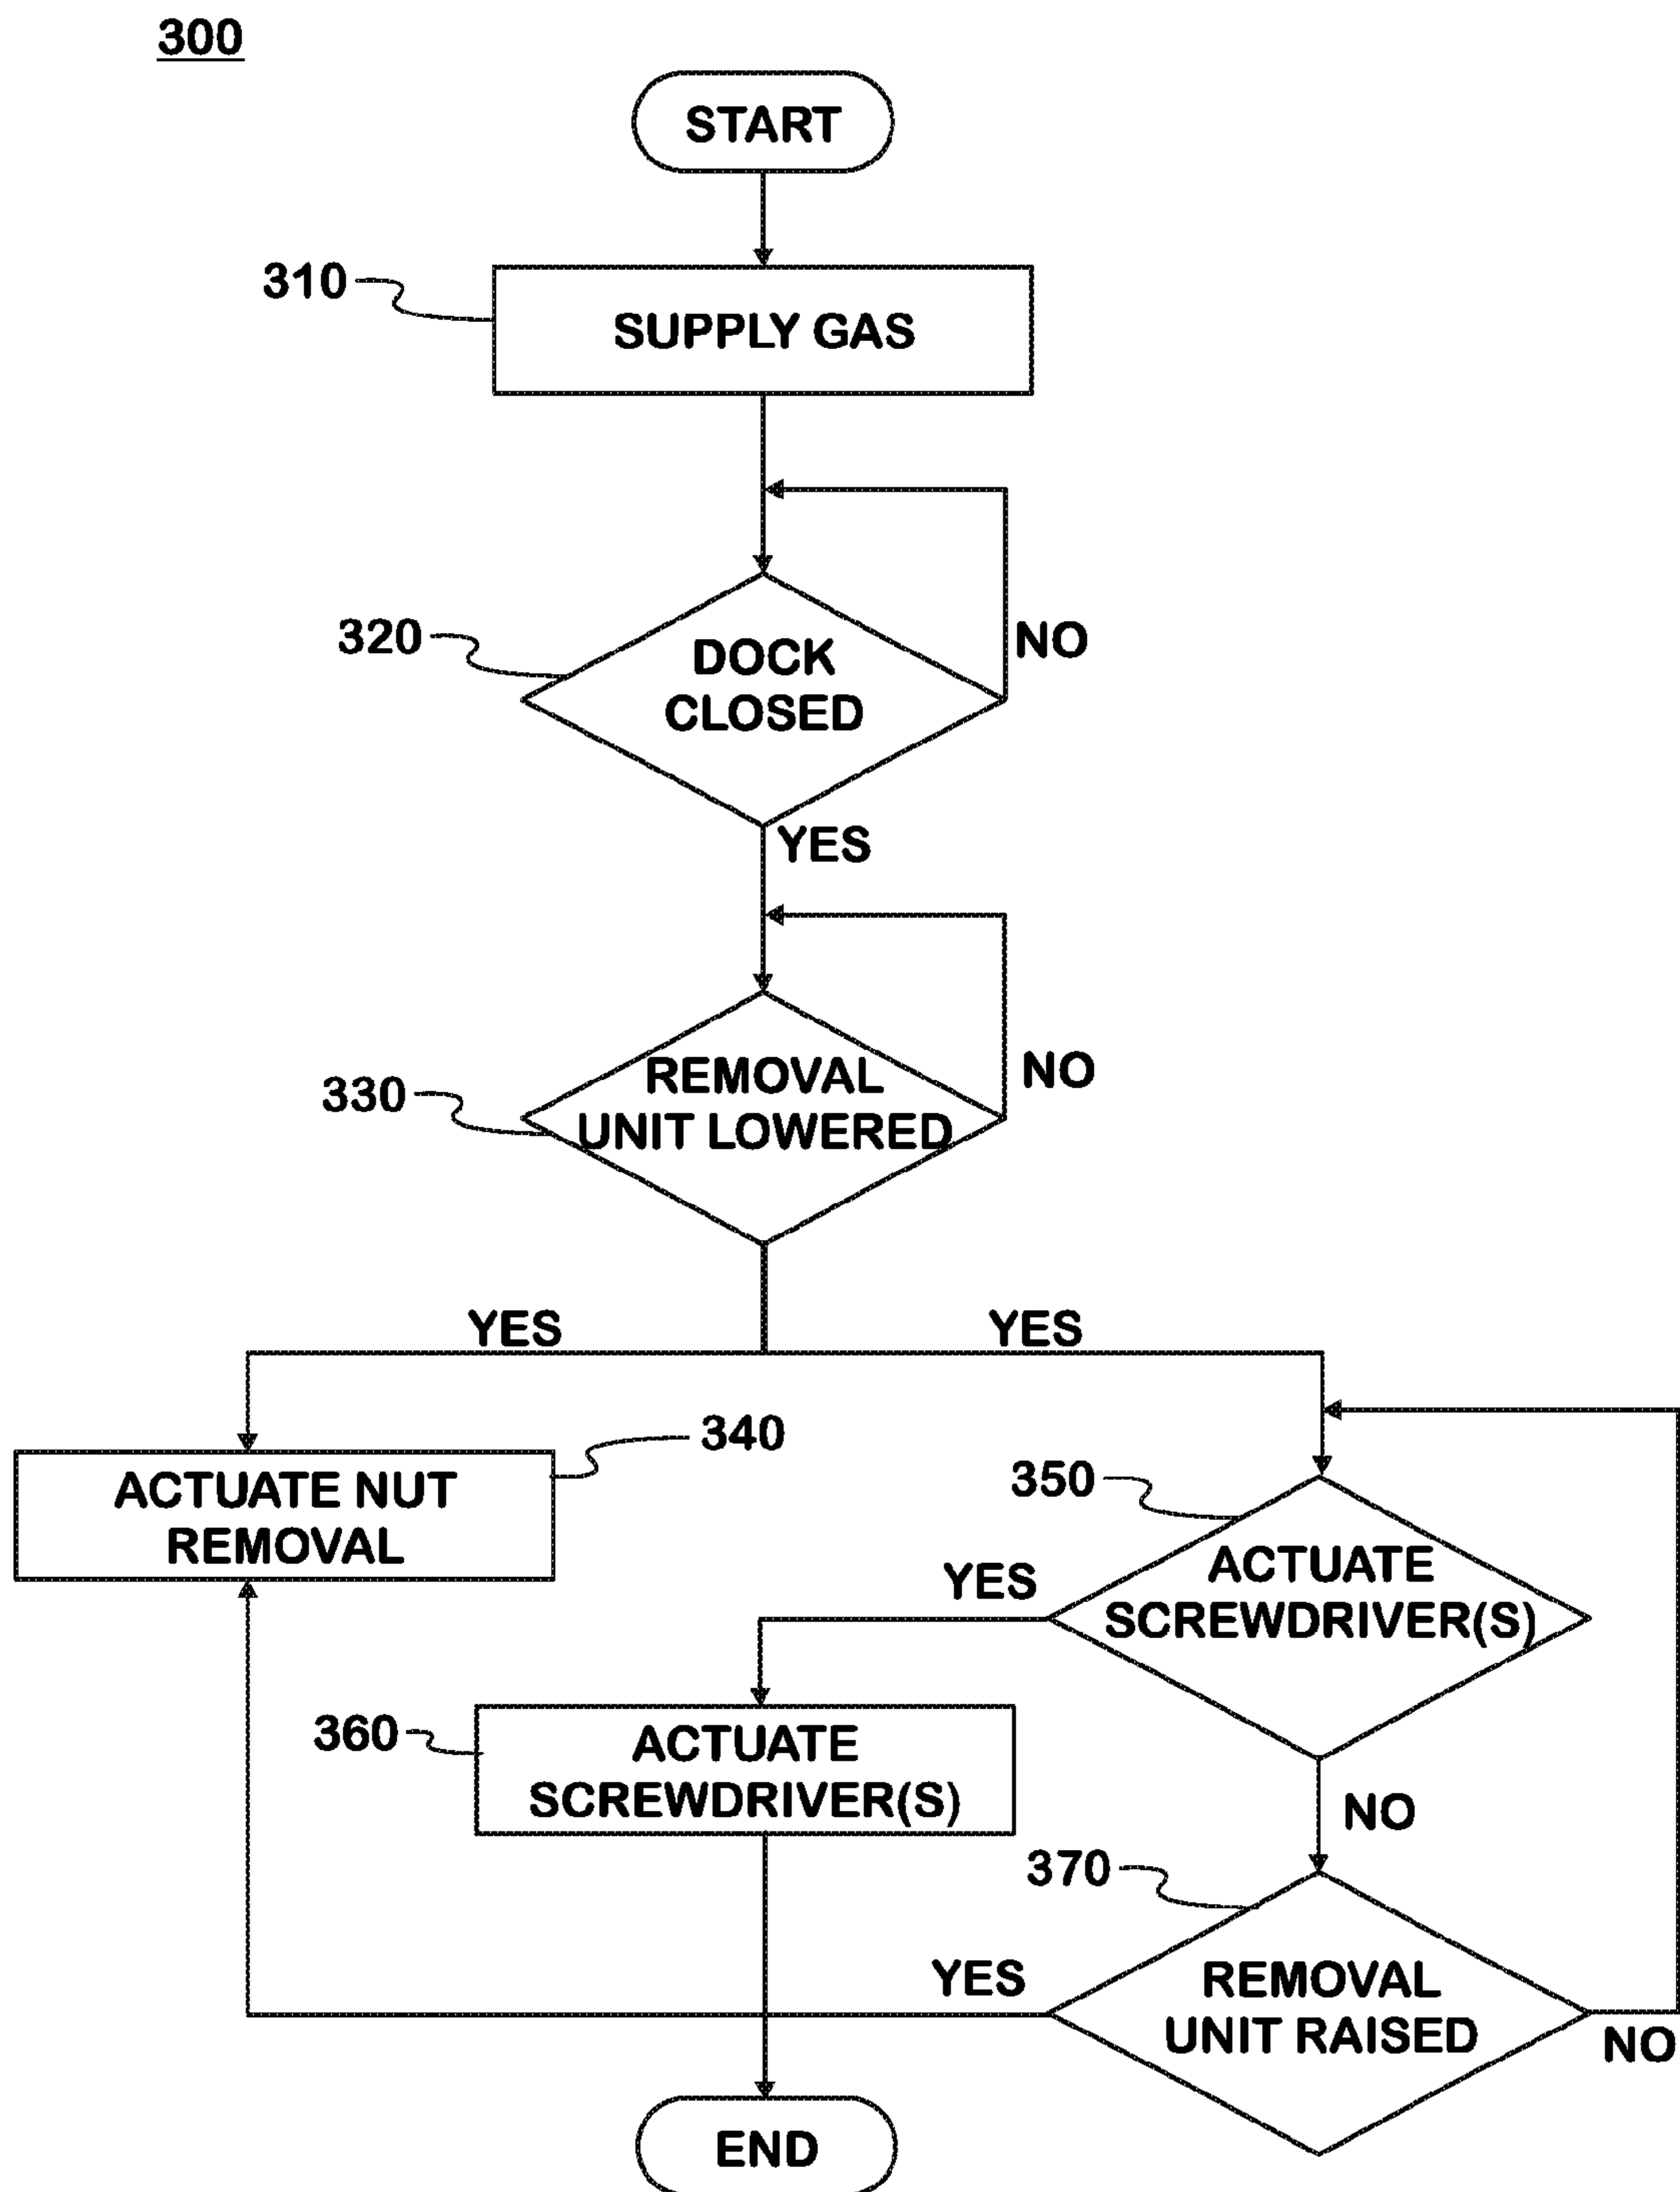 300
START
310
SUPPLY GAS
320
DOCK
CLOSED
NO
YES
330
REMOVAL
UNIT LOWERED
NO
YES
YES
340
ACTUATE NUT
REMOVAL
350
ACTUATE
SCREWDRIVER(S)
YES
360
ACTUATE
SCREWDRIVER(S)
NO
370
REMOVAL
UNIT RAISED
YES
NO
END